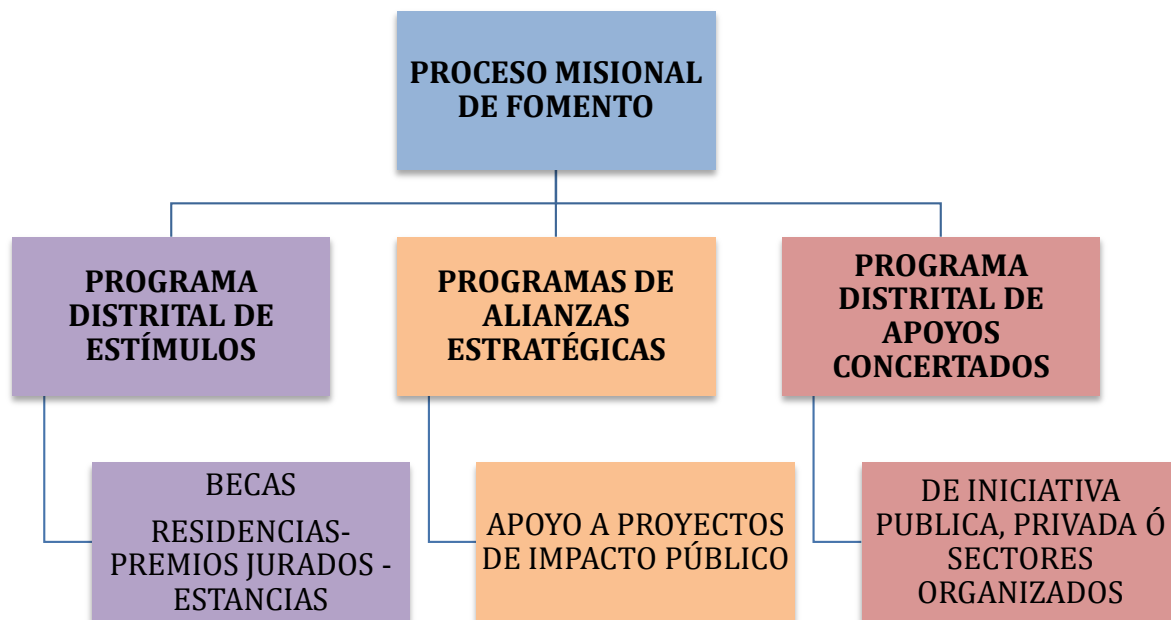 PROCESO MISIONAL
DE FOMENTO
PROGRAMA
DISTRITAL DE
ESTÍMULOS
PROGRAMAS DE
ALIANZAS
ESTRATÉGICAS
PROGRAMA
DISTRITAL DE
APOYOS
CONCERTADOS
BECAS
RESIDENCIAS-
PREMIOS JURADOS -
ESTANCIAS
APOYO A PROYECTOS
DE IMPACTO PÚBLICO
DE INICIATIVA
PUBLICA, PRIVADA Ó
SECTORES
ORGANIZADOS